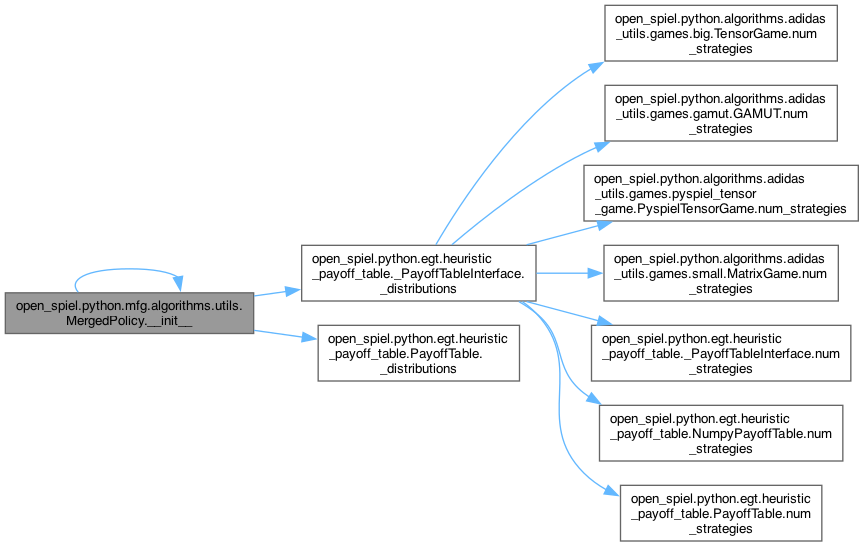 open_spiel.python.algorithms.adidas
_utils.games.big.TensorGame.num
_strategies
open_spiel.python.algorithms.adidas
_utils.games.gamut.GAMUT.num
_strategies
open_spiel.python.algorithms.adidas
_utils.games.pyspiel_tensor
_game.PyspielTensorGame.num_strategies
open_spiel.python.egt.heuristic
_payoff_table._PayoffTableInterface.
_distributions
open_spiel.python.algorithms.adidas
_utils.games.small.MatrixGame.num
_strategies
open_spiel.python.mfg.algorithms.utils.
MergedPolicy.__init__
open_spiel.python.egt.heuristic
_payoff_table.PayoffTable.
_distributions
open_spiel.python.egt.heuristic
_payoff_table._PayoffTableInterface.num
_strategies
open_spiel.python.egt.heuristic
_payoff_table.NumpyPayoffTable.num
_strategies
open_spiel.python.egt.heuristic
_payoff_table.PayoffTable.num
_strategies